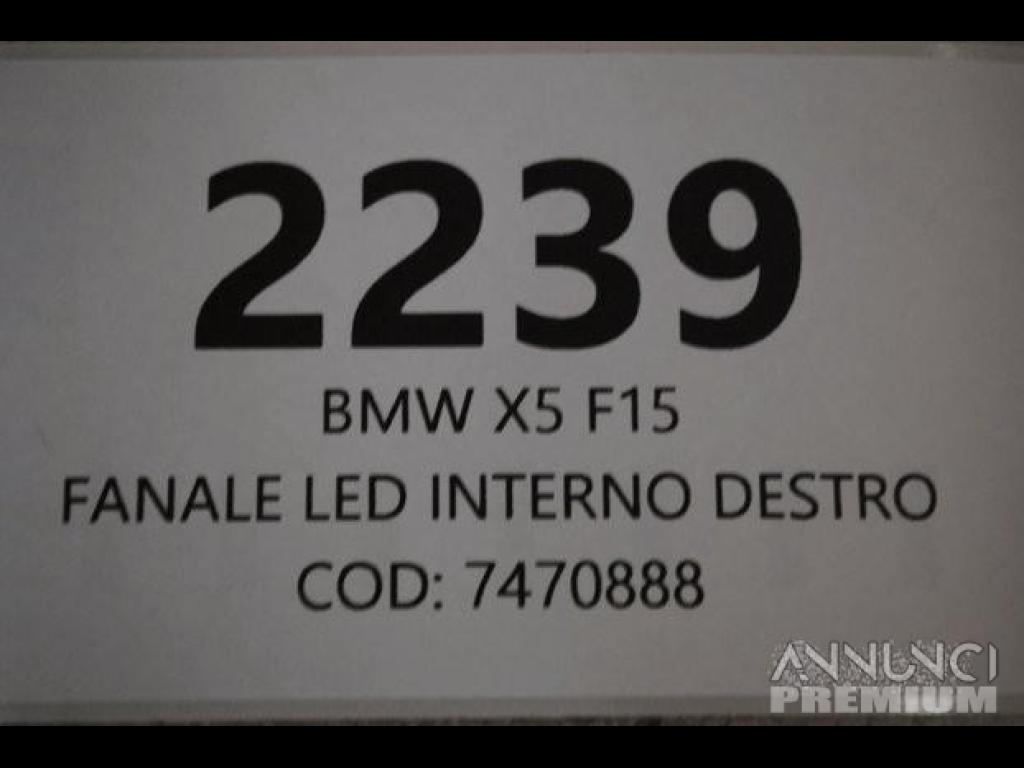 2239
BMW X5 F15
FANALE LED INTERNO DESTRO
COD: 7470888
ANNUNCI
PREMIUM